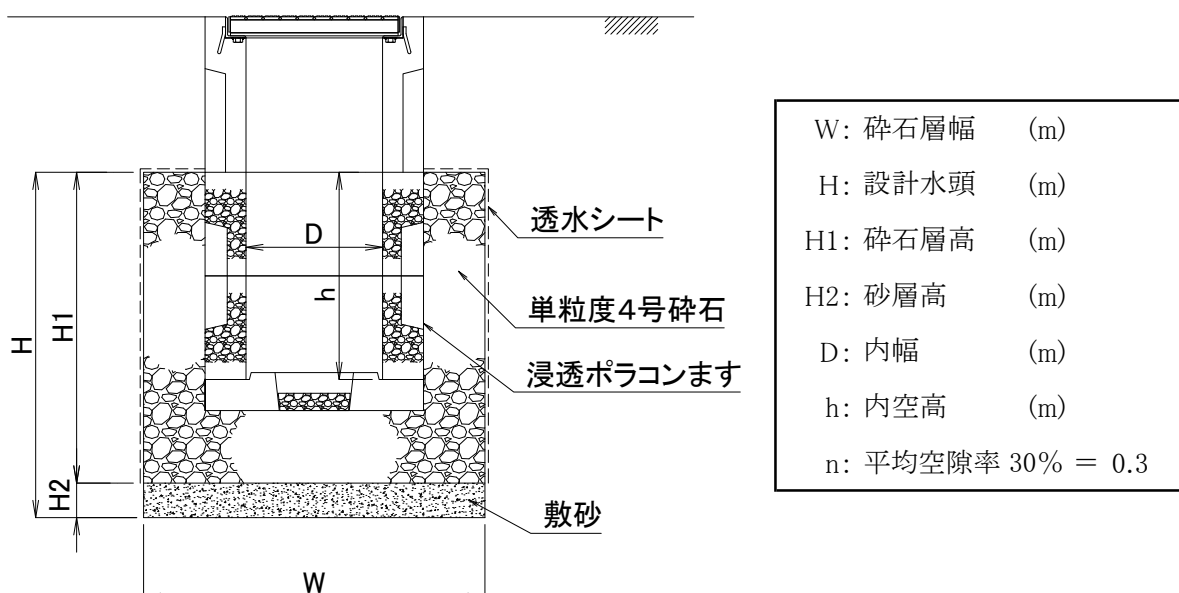 D
h
H
H1
H2
W
透水シート
単粒度4号砕石
浸透ポラコンます
敷砂
W: 砕石層幅 (m)
H: 設計水頭 (m)
H1: 砕石層高 (m)
H2: 砂層高 (m)
D: 内幅 (m)
h: 内空高 (m)
n: 平均空隙率 30% = 0.3